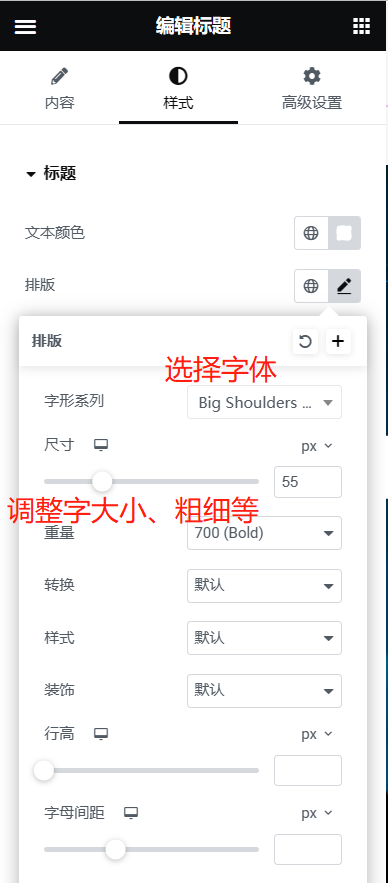 编辑标题
内容 样式 高级设置
标题
文本颜色
排版
排版
选择字体
字形系列 Big Shoulders ...
尺寸 px
55
调整字大小、粗细等
重量 700 (Bold)
转换 默认
样式 默认
装饰 默认
行高 px
字母间距 px